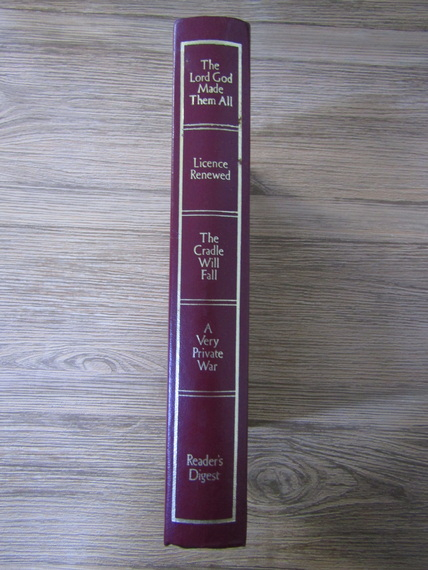 The
Lord God
Made
Them All
Licence
Renewed
The
Cradle
Will
Fall
A
Very
Private
War
Reader's
Digest